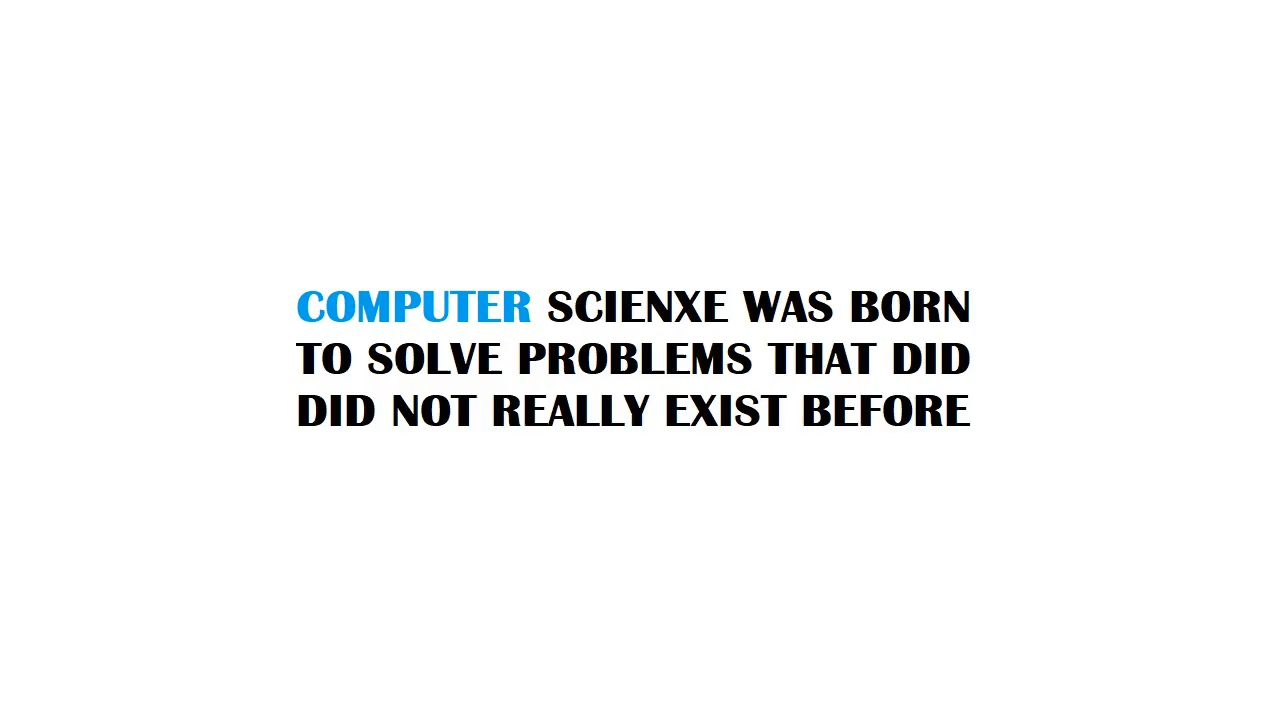 COMPUTER SCIENXE WAS BORN
TO SOLVE PROBLEMS THAT DID
DID NOT REALLY EXIST BEFORE